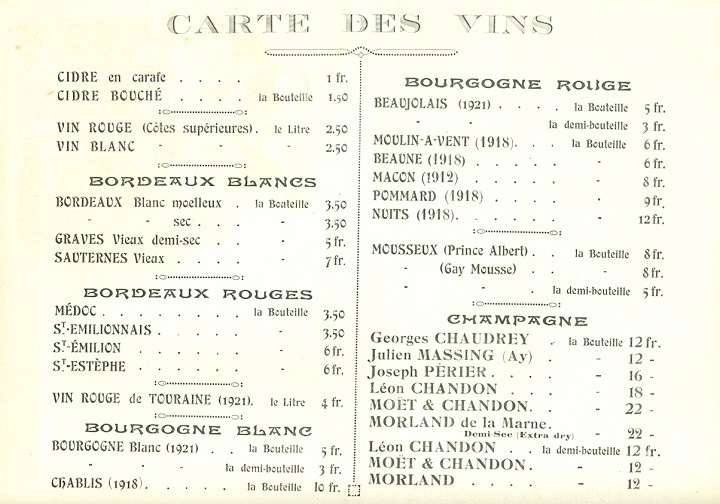 CARTE DES VINS
CIDRE en carafe . . . . 1 fr.
CIDRE BOUCHÉ . . . . la Bouteille 1.50
VIN ROUGE (Côtes supérieures). le Litre 2.50
VIN BLANC - - - 2.50
BORDEAUX BLANCS
BORDEAUX Blanc moelleux . la Bouteille 3.50
- - sec . . . - 3.50
GRAVES Vieux demi-sec . . - 5 fr.
SAUTERNES Vieux . . . . - 7 fr.
BORDEAUX ROUGES
MÉDOC . . . . . . . la Bouteille 3.50
ST-EMILIONNAIS . . . . . - 3.50
ST-ÉMILION . . . . . . - 6 fr.
ST-ESTÈPHE . . . . . . - 6 fr.
VIN ROUGE de TOURAINE (1921). le Litre 4 fr.
BOURGOGNE BLANC
BOURGOGNE Blanc (1921) . . la Bouteille 5 fr.
- - - la demi-bouteille 3 fr.
CHABLIS (1918) . . . . . la Bouteille 10 fr.
BOURGOGNE ROUGE
BEAUJOLAIS (1921) . . . . la Bouteille 5 fr.
- - la demi-bouteille 3 fr.
MOULIN-A-VENT (1918) . . . la Bouteille 6 fr.
BEAUNE (1918) . . . . . - 6 fr.
MACON (1912) . . . . . - 8 fr.
POMMARD (1918) . . . . . - 9 fr.
NUITS (1918). . . . . . - 12 fr.
MOUSSEUX (Prince Albert) . . la Bouteille 8 fr.
- (Gay Mousse) . . - 8 fr.
- - . la demi-bouteille 5 fr.
CHAMPAGNE
Georges CHAUDREY . la Bouteille 12 fr.
Julien MASSING (Ay) . - 12 -
Joseph PÉRIER . . . . - 16 -
Léon CHANDON . . . - 18 -
MOËT & CHANDON. . . - 22 -
MORLAND de la Marne.
Demi-Sec (Extra dry) - 22 -
Léon CHANDON . . la demi-bouteille 12 fr.
MOËT & CHANDON. . - 12 -
MORLAND . . . . - 12 -